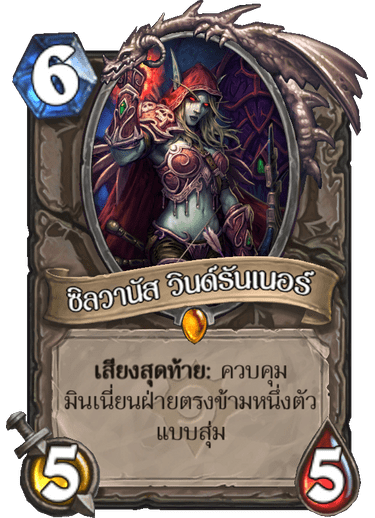 6
ซิลวานัส วินด์รันเนอร์
เสียงสุดท้าย: ควบคุม
มินเนี่ยนฝ่ายตรงข้ามหนึ่งตัว
แบบสุ่ม
5
5